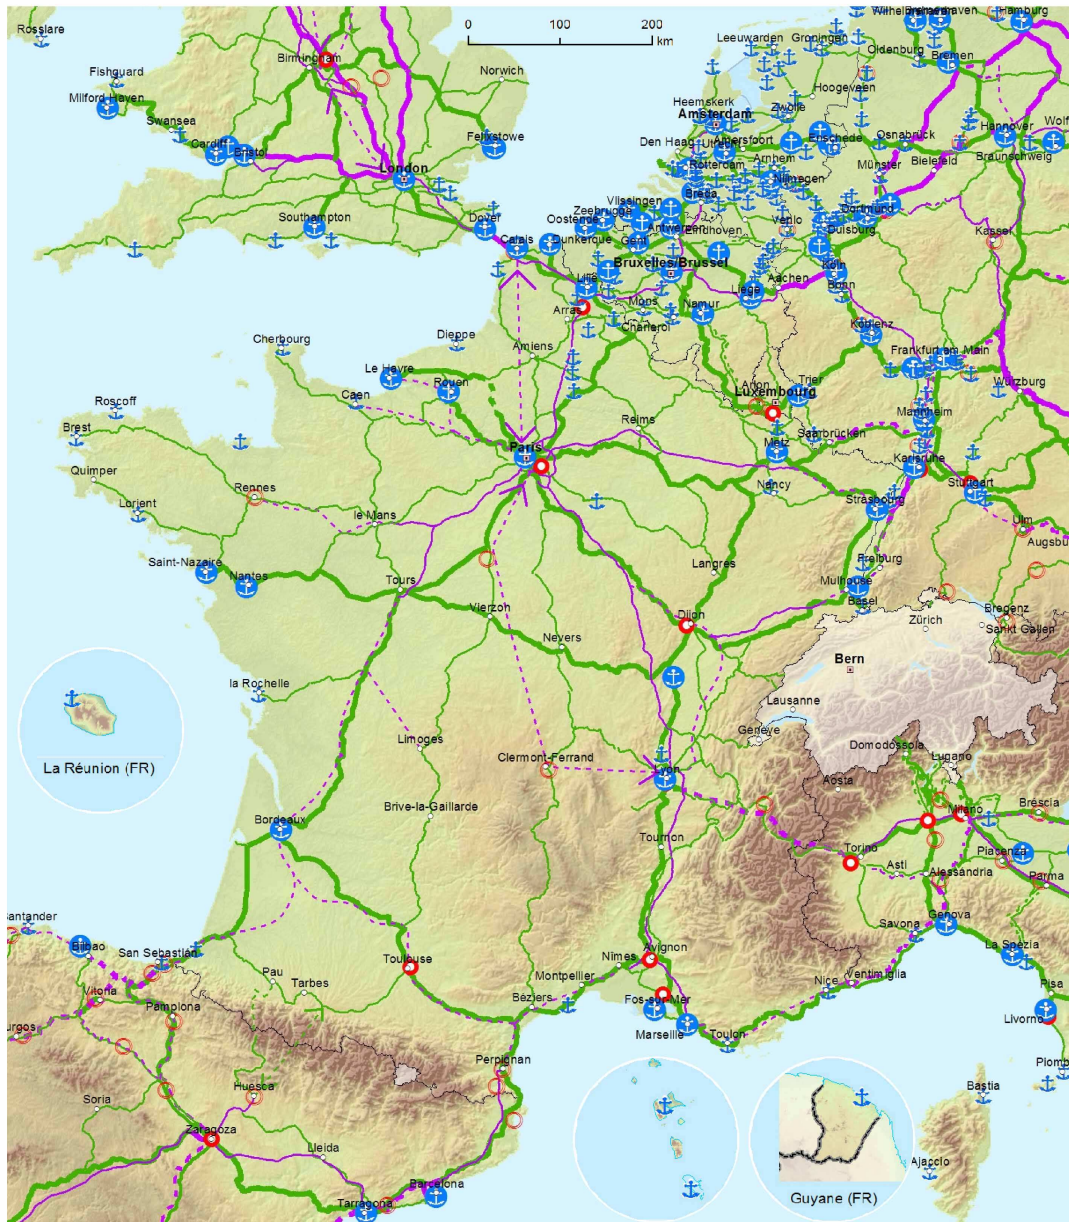 0 100 200
km
Rosslare
Birmingham
Norwich
Fishguard
Milford Haven
Swansea
Cardiff
Bristol
London
Felixstowe
Southampton
Dover
Calais
Leeuwarden
Groningen
Oldenburg
Bremen
Hamburg
Hoogeveen
Heemskerk
Zwolle
Amsterdam
Enschede
Osnabrück
Hannover
Wolf
Braunschweig
Den Haag
Utrecht
Amersfoort
Arnhem
Rotterdam
Nijmegen
Münster
Bielefeld
Breda
Vlissingen
Zeebrugge
Oostende
Dunkerque
Gent
Antwerpen
Eindhoven
Venlo
Dortmund
Duisburg
Kassel
Bruxelles/Brussel
Aachen
Köln
Bonn
Lille
Liège
Mons
Namur
Arras
Charleroi
Koblenz
Cherbourg
Dieppe
Amiens
Frankfurt am Main
Le Havre
Rouen
Caen
Arlon
Trier
Luxembourg
Würzburg
Roscoff
Brest
Reims
Mannheim
Saarbrücken
Paris
Metz
Karlsruhe
Quimper
Rennes
Nancy
Stuttgart
Lorient
le Mans
Strasbourg
Ulm
Augsbu
Saint-Nazaire
Nantes
Tours
Langres
Freiburg
Mulhouse
Basel
Vierzon
Dijon
Bregenz
Zürich
Sankt Gallen
Nevers
Bern
la Rochelle
Lausanne
La Réunion (FR)
Limoges
Clermont-Ferrand
Genève
Domodossola
Lugano
Lyon
Aosta
Brive-la-Gaillarde
Milano
Brescia
Bordeaux
Tournon
Torino
Asti
Piacenza
Alessandria
Parma
Santander
Bilbao
San Sebastián
Genova
Savona
La Spezia
Toulouse
Avignon
Nîmes
Montpellier
Béziers
Pau
Tarbes
Nice
Ventimiglia
Pisa
Vitoria
Pamplona
Fos-sur-Mer
Marseille
Toulon
Livorno
urgos
Perpignan
Piomb
Soria
Huesca
Bastia
Zaragoza
Lleida
Ajaccio
Barcelona
Tarragona
Guyane (FR)